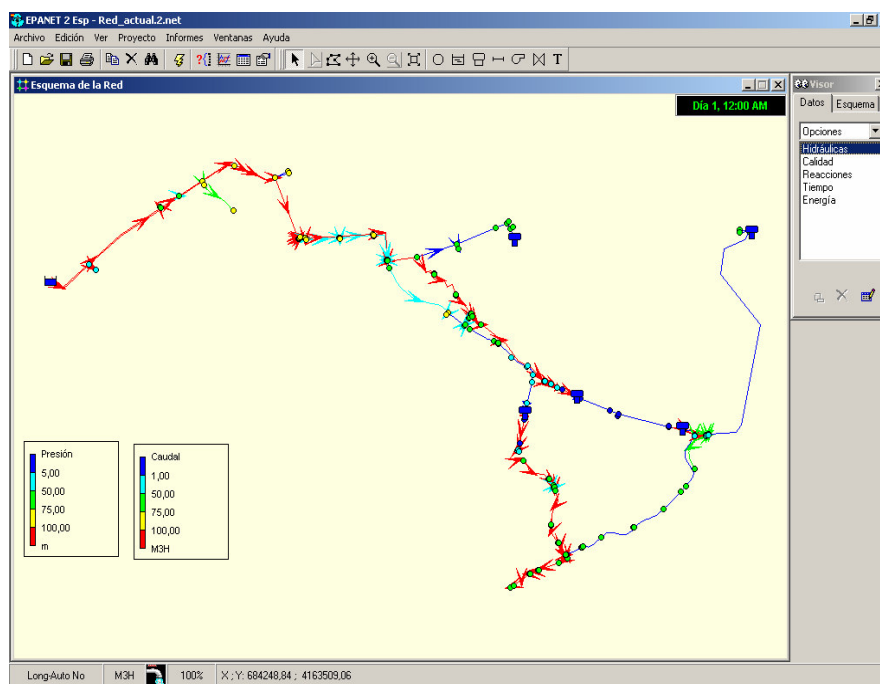 EPANET 2 Esp - Red_actual.2.net
Archivo Edición Ver Proyecto Informes Ventanas Ayuda
T
Esquema de la Red
Día 1, 12:00 AM
Visor
Datos Esquema
Opciones
Hidráulicas
Calidad
Reacciones
Tiempo
Energía
Presión
5,00
50,00
75,00
100,00
m
Caudal
1,00
50,00
75,00
100,00
M3H
Long-Auto No M3H 100% X ; Y: 684248,84 ; 4163509,06